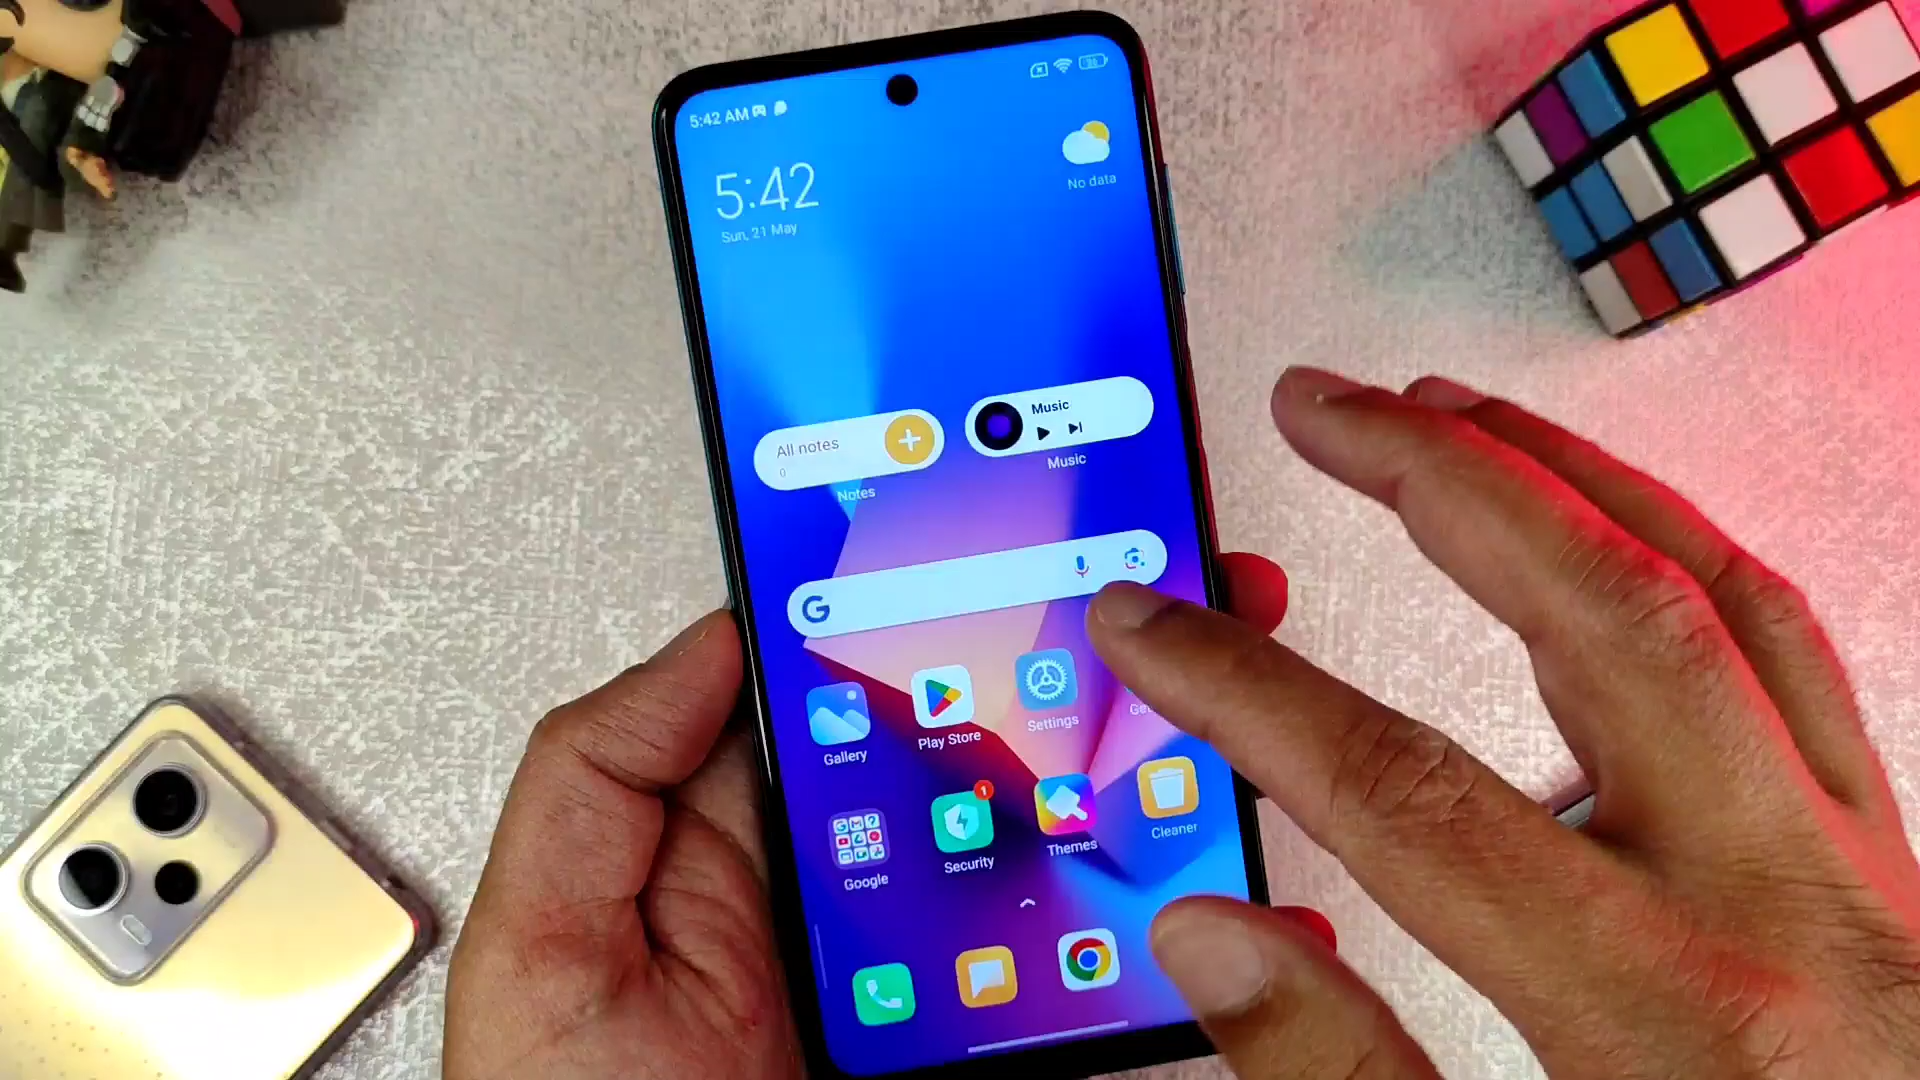 5:42 AM
5:42
Sun, 21 May
No data
All notes
0
Notes
Music
Music
G
Gallery
Play Store
Settings
Google
Security
1
Themes
Cleaner